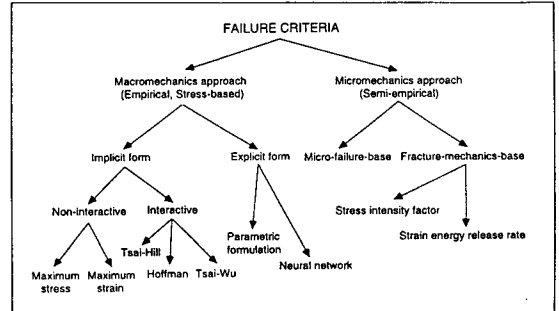 FAILURE CRITERIA
Macromechanics approach
(Empirical, Stress-based)
Micromechanics approach
(Semi-empirical)
Implicit form
Explicit form
Micro-failure-base
Fracture-mechanics-base
Non-Interactive
Interactive
Parametric
formulation
Neural network
Stress intensity factor
Strain energy release rate
Maximum
stress
Maximum
strain
Tsai-Hill
Hoffman
Tsai-Wu